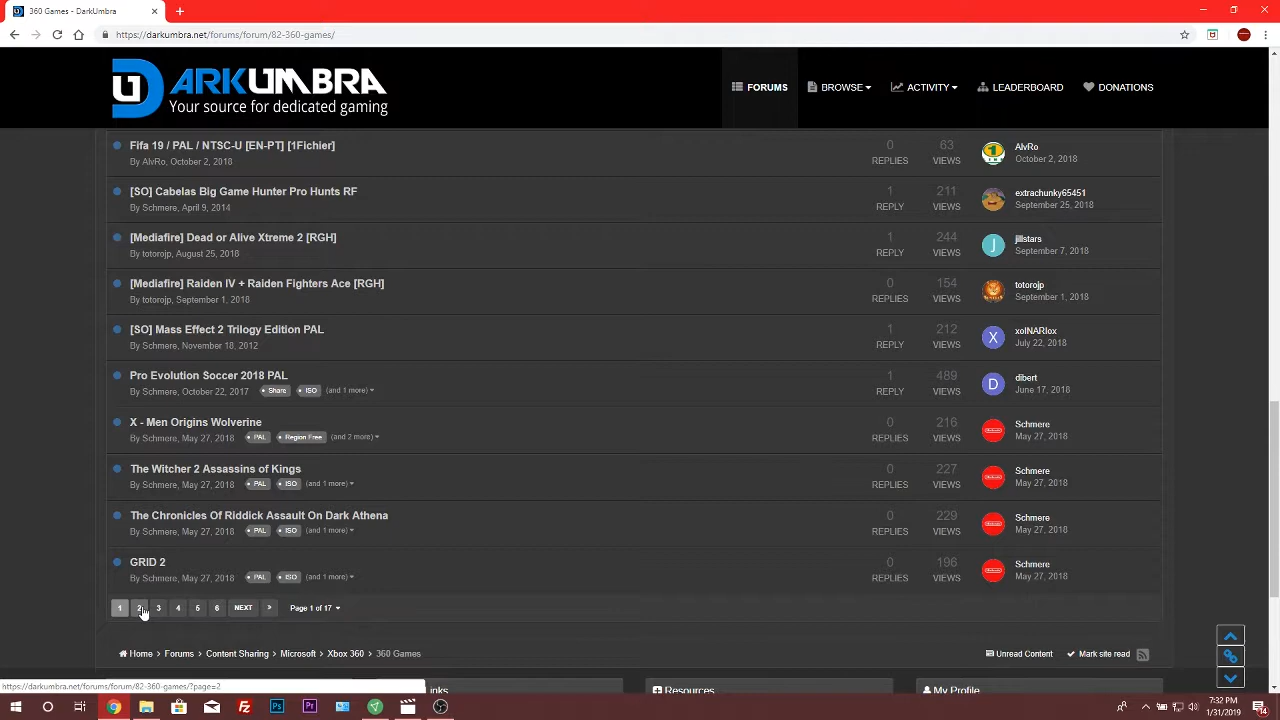 360 Games - DarkUmbra
https://darkumbra.net/forums/forum/82-360-games/
DARKUMBRA
Your source for dedicated gaming
FORUMS
BROWSE
ACTIVITY
LEADERBOARD
DONATIONS
Fifa 19 / PAL / NTSC-U [EN-PT] [1Fichier]
By AlvRo, October 2, 2018
0 REPLIES
63 VIEWS
AlvRo
October 2, 2018
[SO] Cabelas Big Game Hunter Pro Hunts RF
By Schmere, April 9, 2014
1 REPLY
211 VIEWS
extrachunky65451
September 25, 2018
[Mediafire] Dead or Alive Xtreme 2 [RGH]
By totorojp, August 25, 2018
1 REPLY
244 VIEWS
J
jillstars
September 7, 2018
[Mediafire] Raiden IV + Raiden Fighters Ace [RGH]
By totorojp, September 1, 2018
0 REPLIES
154 VIEWS
totorojp
September 1, 2018
[SO] Mass Effect 2 Trilogy Edition PAL
By Schmere, November 18, 2012
1 REPLY
212 VIEWS
X
xoINARIox
July 22, 2018
Pro Evolution Soccer 2018 PAL
By Schmere, October 22, 2017 Share ISO (and 1 more)
1 REPLY
489 VIEWS
D
dibert
June 17, 2018
X - Men Origins Wolverine
By Schmere, May 27, 2018 PAL Region Free (and 2 more)
0 REPLIES
216 VIEWS
Schmere
May 27, 2018
The Witcher 2 Assassins of Kings
By Schmere, May 27, 2018 PAL ISO (and 1 more)
0 REPLIES
227 VIEWS
Schmere
May 27, 2018
The Chronicles Of Riddick Assault On Dark Athena
By Schmere, May 27, 2018 PAL ISO (and 1 more)
0 REPLIES
229 VIEWS
Schmere
May 27, 2018
GRID 2
By Schmere, May 27, 2018 PAL ISO (and 1 more)
0 REPLIES
196 VIEWS
Schmere
May 27, 2018
1 2 3 4 5 6 NEXT » Page 1 of 17
Home > Forums > Content Sharing > Microsoft > Xbox 360 > 360 Games
Unread Content
Mark site read
https://darkumbra.net/forums/forum/82-360-games/?page=2
inks
Resources
My Profile
7:32 PM
1/31/2019
14